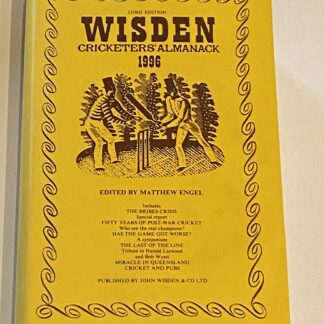 133RD EDITION
WISDEN
CRICKETERS' ALMANACK
1996
EDITED BY MATTHEW ENGEL
Includes
THE BRIBES CRISIS
Special report
FIFTY YEARS OF POST-WAR CRICKET
Who are the real champions?
HAS THE GAME GOT WORSE?
A symposium
THE LAST OF THE LINE
Tribute to Harold Larwood
and Bob Wyatt
MIRACLE IN QUEENSLAND
CRICKET AND PUBS
PUBLISHED BY JOHN WISDEN & CO LTD